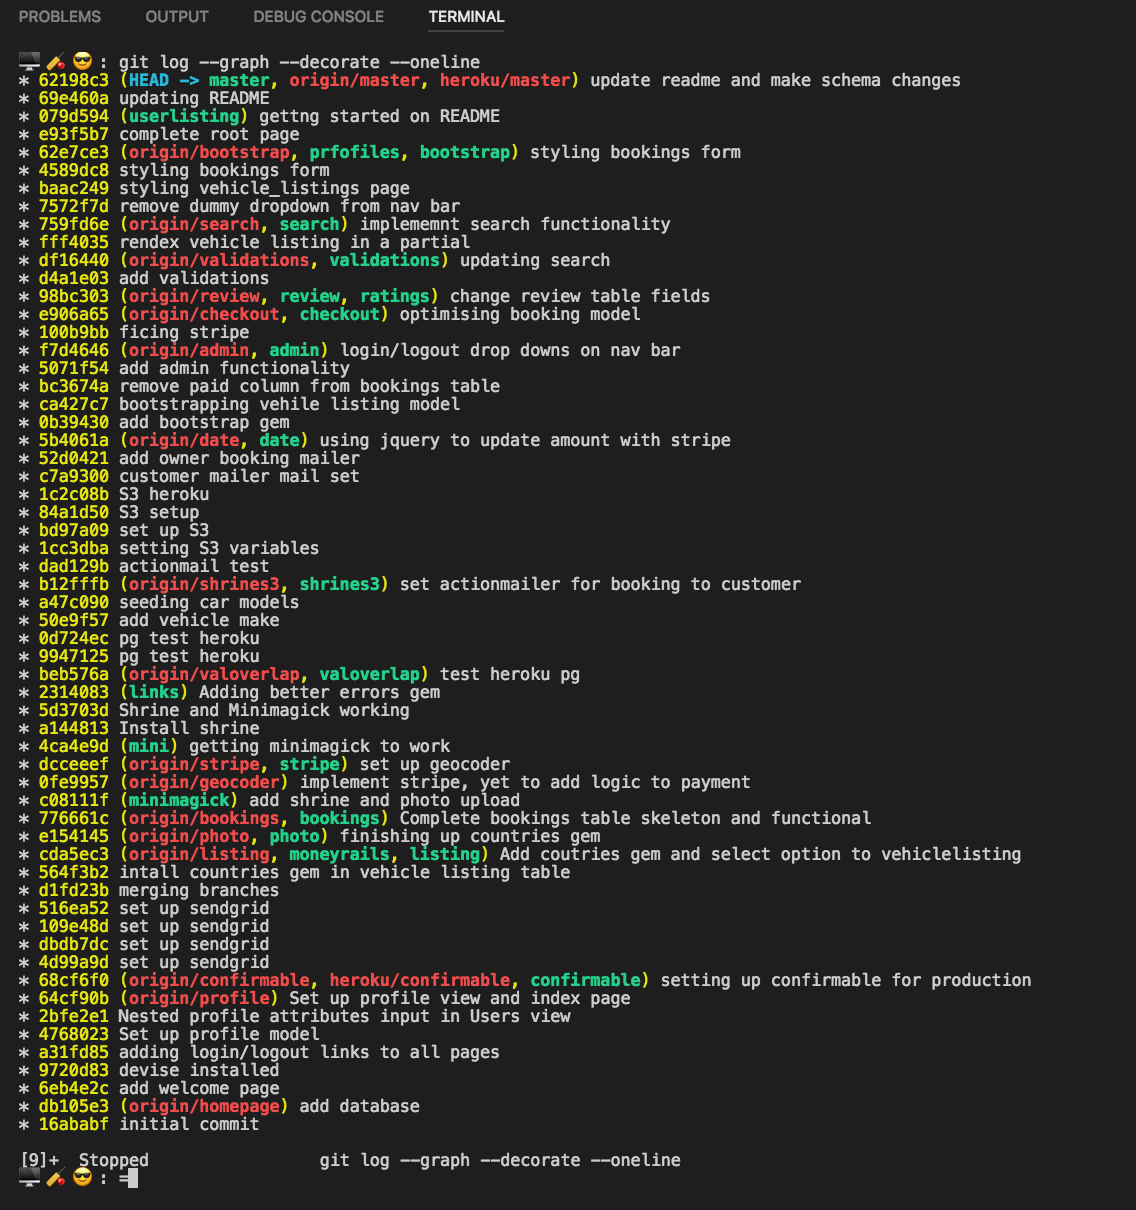 PROBLEMS OUTPUT DEBUG CONSOLE TERMINAL
🖥️ 🏏 😎 : git log --graph --decorate --oneline
* 62198c3 (HEAD -> master, origin/master, heroku/master) update readme and make schema changes
* 69e460a updating README
* 079d594 (userlisting) gettng started on README
* e93f5b7 complete root page
* 62e7ce3 (origin/bootstrap, prfofiles, bootstrap) styling bookings form
* 4589dc8 styling bookings form
* baac249 styling vehicle_listings page
* 7572f7d remove dummy dropdown from nav bar
* 759fd6e (origin/search, search) implememnt search functionality
* fff4035 rendex vehicle listing in a partial
* df16440 (origin/validations, validations) updating search
* d4a1e03 add validations
* 98bc303 (origin/review, review, ratings) change review table fields
* e906a65 (origin/checkout, checkout) optimising booking model
* 100b9bb ficing stripe
* f7d4646 (origin/admin, admin) login/logout drop downs on nav bar
* 5071f54 add admin functionality
* bc3674a remove paid column from bookings table
* ca427c7 bootstrapping vehile listing model
* 0b39430 add bootstrap gem
* 5b4061a (origin/date, date) using jquery to update amount with stripe
* 52d0421 add owner booking mailer
* c7a9300 customer mailer mail set
* 1c2c08b S3 heroku
* 84a1d50 S3 setup
* bd97a09 set up S3
* 1cc3dba setting S3 variables
* dad129b actionmail test
* b12fffb (origin/shrines3, shrines3) set actionmailer for booking to customer
* a47c090 seeding car models
* 50e9f57 add vehicle make
* 0d724ec pg test heroku
* 9947125 pg test heroku
* beb576a (origin/valoverlap, valoverlap) test heroku pg
* 2314083 (links) Adding better errors gem
* 5d3703d Shrine and Minimagick working
* a144813 Install shrine
* 4ca4e9d (mini) getting minimagick to work
* dcceeef (origin/stripe, stripe) set up geocoder
* 0fe9957 (origin/geocoder) implement stripe, yet to add logic to payment
* c08111f (minimagick) add shrine and photo upload
* 776661c (origin/bookings, bookings) Complete bookings table skeleton and functional
* e154145 (origin/photo, photo) finishing up countries gem
* cda5ec3 (origin/listing, moneyrails, listing) Add coutries gem and select option to vehiclelisting
* 564f3b2 intall countries gem in vehicle listing table
* d1fd23b merging branches
* 516ea52 set up sendgrid
* 109e48d set up sendgrid
* dbdb7dc set up sendgrid
* 4d99a9d set up sendgrid
* 68cf6f0 (origin/confirmable, heroku/confirmable, confirmable) setting up confirmable for production
* 64cf90b (origin/profile) Set up profile view and index page
* 2bfe2e1 Nested profile attributes input in Users view
* 4768023 Set up profile model
* a31fd85 adding login/logout links to all pages
* 9720d83 devise installed
* 6eb4e2c add welcome page
* db105e3 (origin/homepage) add database
* 16ababf initial commit
[9]+ Stopped git log --graph --decorate --oneline
🖥️ 🏏 😎 : =